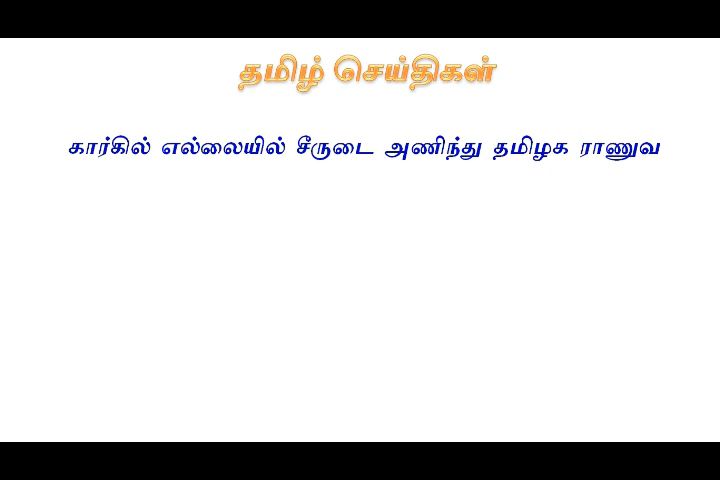 தமிழ் செய்திகள்
கார்கில் எல்லையில் சீருடை அணிந்து தமிழக ராணுவ